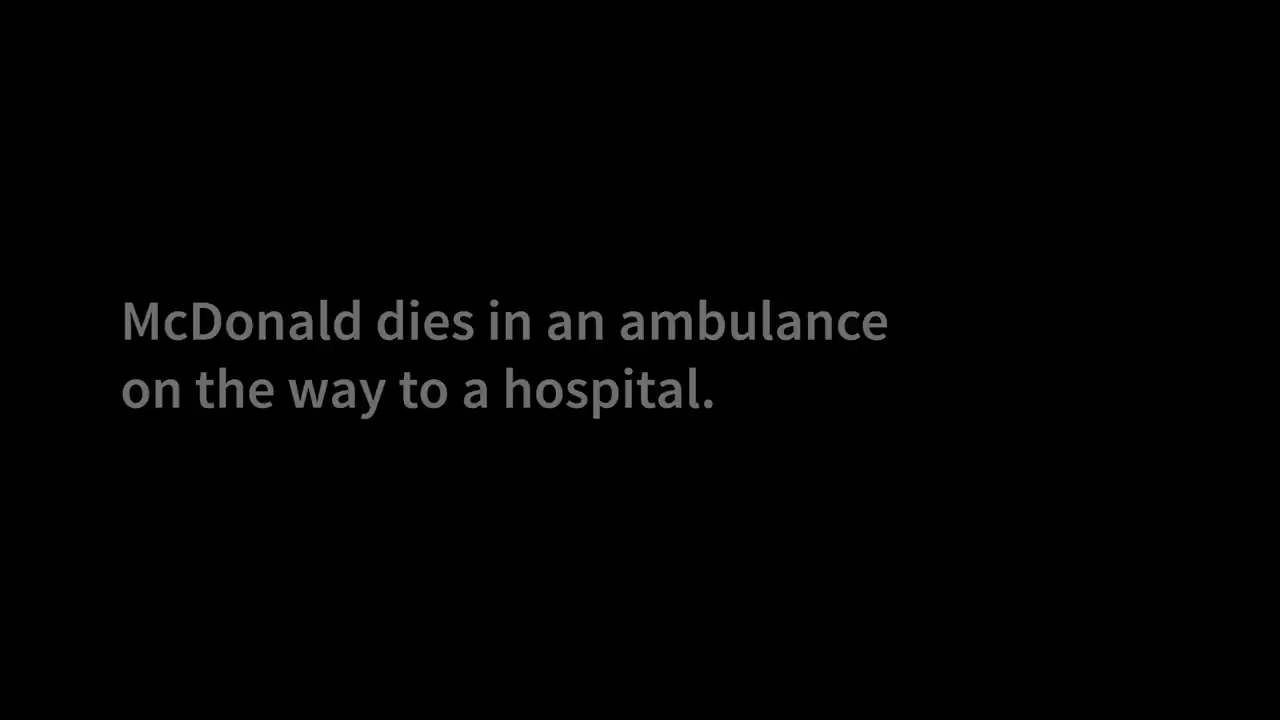 McDonald dies in an ambulance
on the way to a hospital.